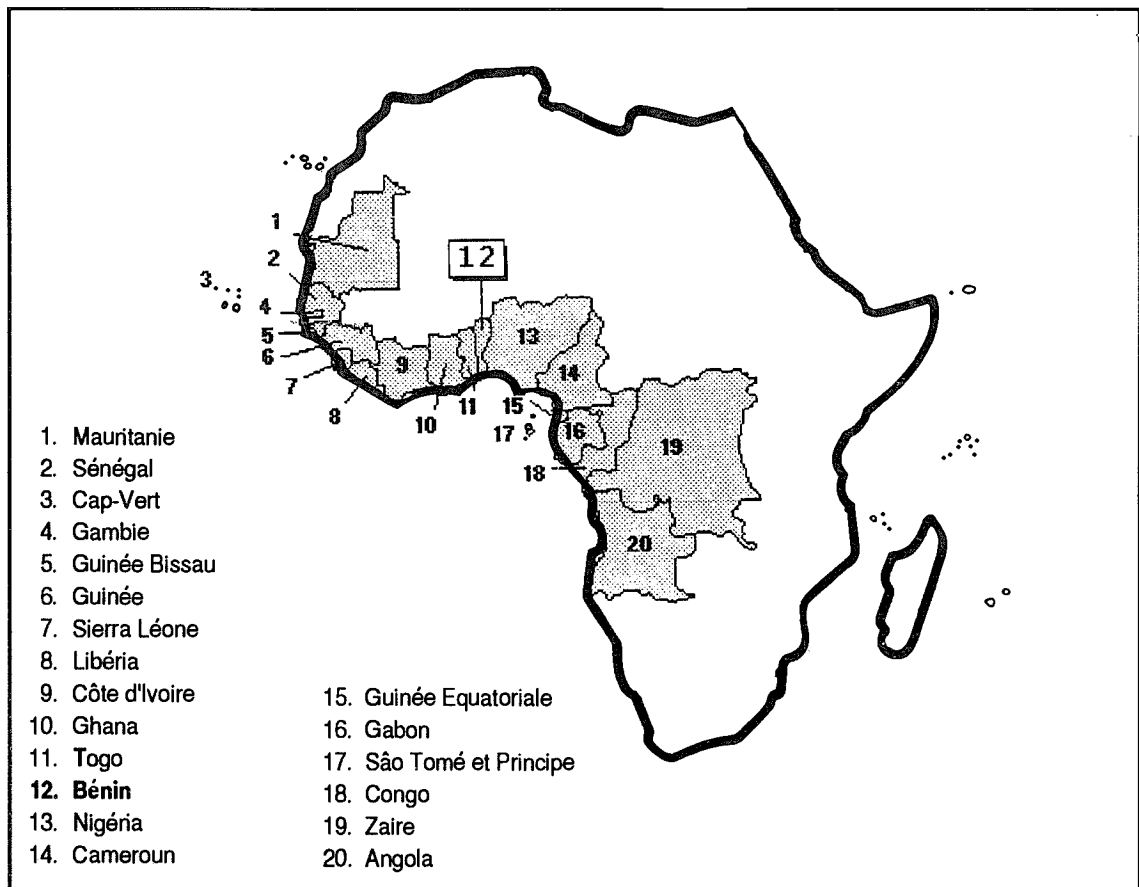 1
2
3
4
5
6
7
8
9
10
11
12
13
14
15
16
17
18
19
20
1. Mauritanie
2. Sénégal
3. Cap-Vert
4. Gambie
5. Guinée Bissau
6. Guinée
7. Sierra Léone
8. Libéria
9. Côte d'Ivoire
10. Ghana
11. Togo
12. Bénin
13. Nigéria
14. Cameroun
15. Guinée Equatoriale
16. Gabon
17. Sâo Tomé et Principe
18. Congo
19. Zaire
20. Angola